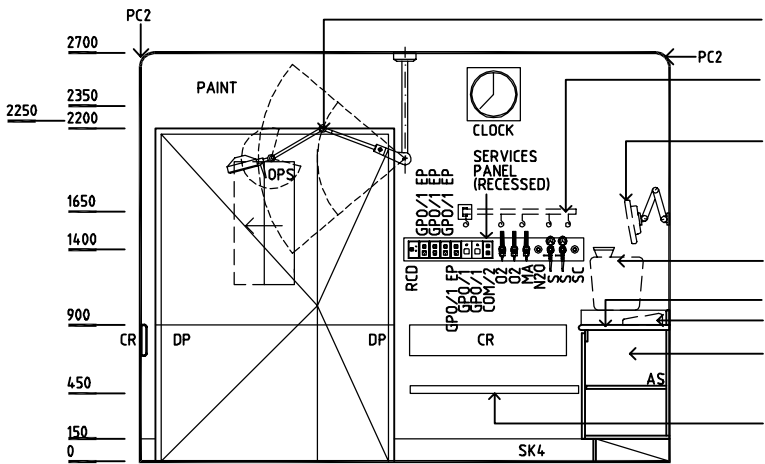 PC2
2700
PC2
PAINT
2350
2250
2200
CLOCK
SERVICES
PANEL
(RECESSED)
OPS
GPO/1 EP
GPO/1 EP
GPO/1 EP
1650
1400
RCD
GPO/1 EP
GPO/1
GPO/1
COM/2
O2
O2
MA
N2O
S
S
SC
900
CR
DP
DP
CR
AS
450
150
SK4
0